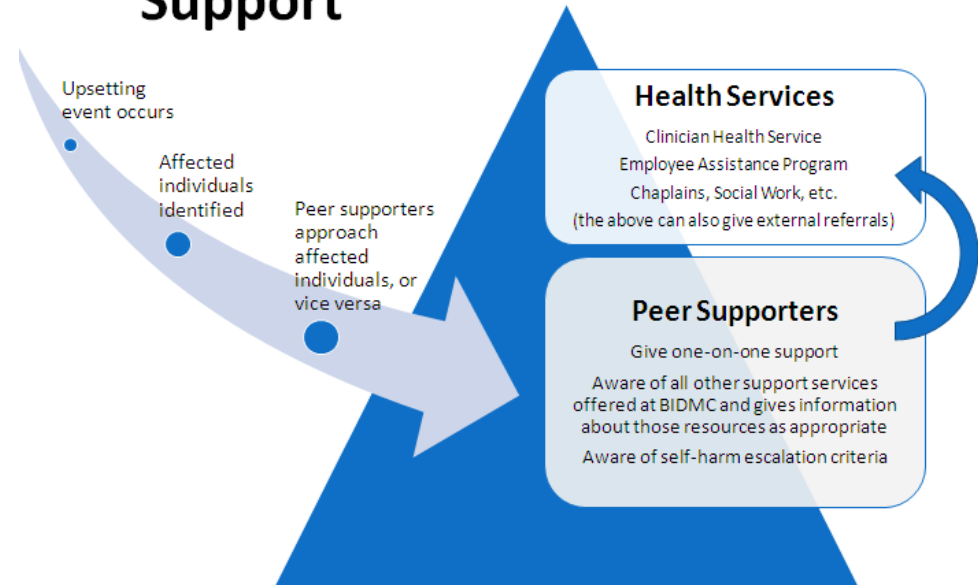 Support
Upsetting
event occurs
Affected
individuals
identified
Peer supporters
approach
affected
individuals, or
vice versa
Health Services
Clinician Health Service
Employee Assistance Program
Chaplains, Social Work, etc.
(the above can also give external referrals)
Peer Supporters
Give one-on-one support
Aware of all other support services
offered at BIDMC and gives information
about those resources as appropriate
Aware of self-harm escalation criteria